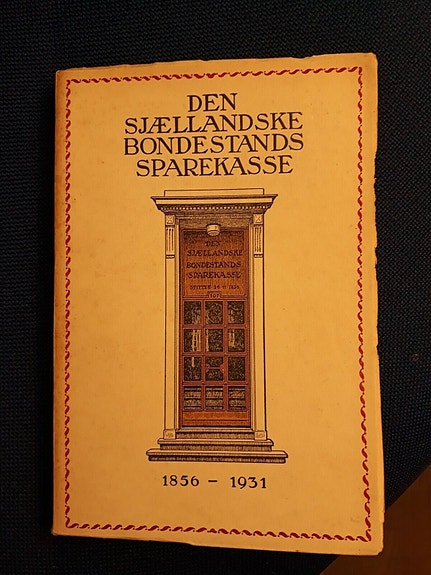 DEN
SJÆLLANDSKE
BONDESTANDS
SPAREKASSE
DEN
SJÆLLANDSKE
BONDESTANDS
SPAREKASSE
1856 – 1931